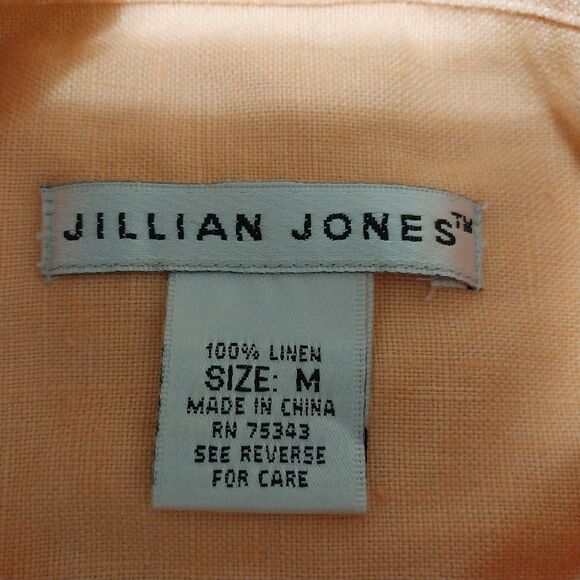 JILLIAN JONES™
100% LINEN
SIZE: M
MADE IN CHINA
RN 75343
SEE REVERSE
FOR CARE